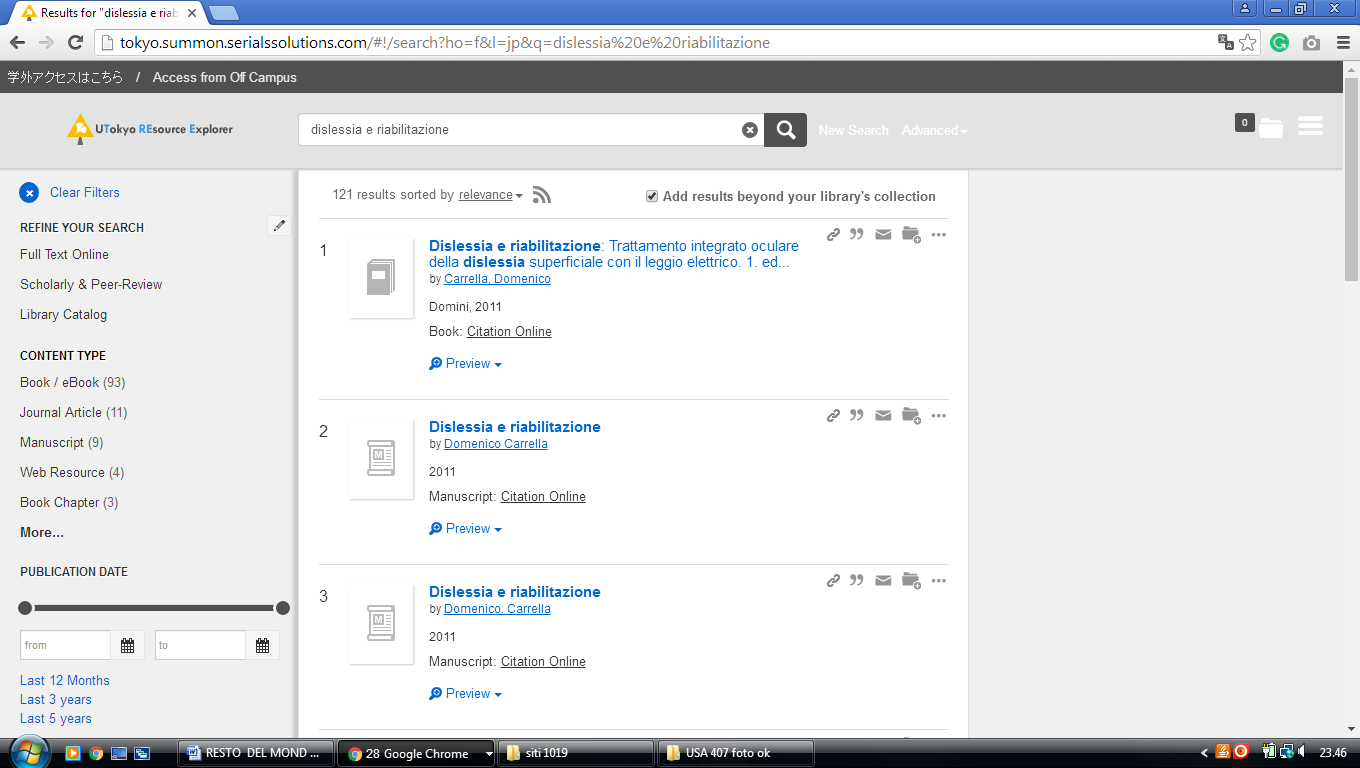 Results for "dislessia e riab
tokyo.summon.serialssolutions.com/#!/search?ho=f&l=jp&q=dislessia%20e%20riabilitazione
学外アクセスはこちら / Access from Off Campus
UTokyo REsource Explorer
dislessia e riabilitazione
New Search Advanced
0
Clear Filters
REFINE YOUR SEARCH
Full Text Online
Scholarly & Peer-Review
Library Catalog
CONTENT TYPE
Book / eBook (93)
Journal Article (11)
Manuscript (9)
Web Resource (4)
Book Chapter (3)
More...
PUBLICATION DATE
from
to
Last 12 Months
Last 3 years
Last 5 years
121 results sorted by relevance
Add results beyond your library's collection
1
Dislessia e riabilitazione: Trattamento integrato oculare
della dislessia superficiale con il leggio elettrico. 1. ed...
by Carrella, Domenico
Domini, 2011
Book: Citation Online
Preview
2
Dislessia e riabilitazione
by Domenico Carrella
2011
Manuscript: Citation Online
Preview
3
Dislessia e riabilitazione
by Domenico. Carrella
2011
Manuscript: Citation Online
Preview
RESTO DEL MOND ...
28 Google Chrome
siti 1019
USA 407 foto ok
23.46